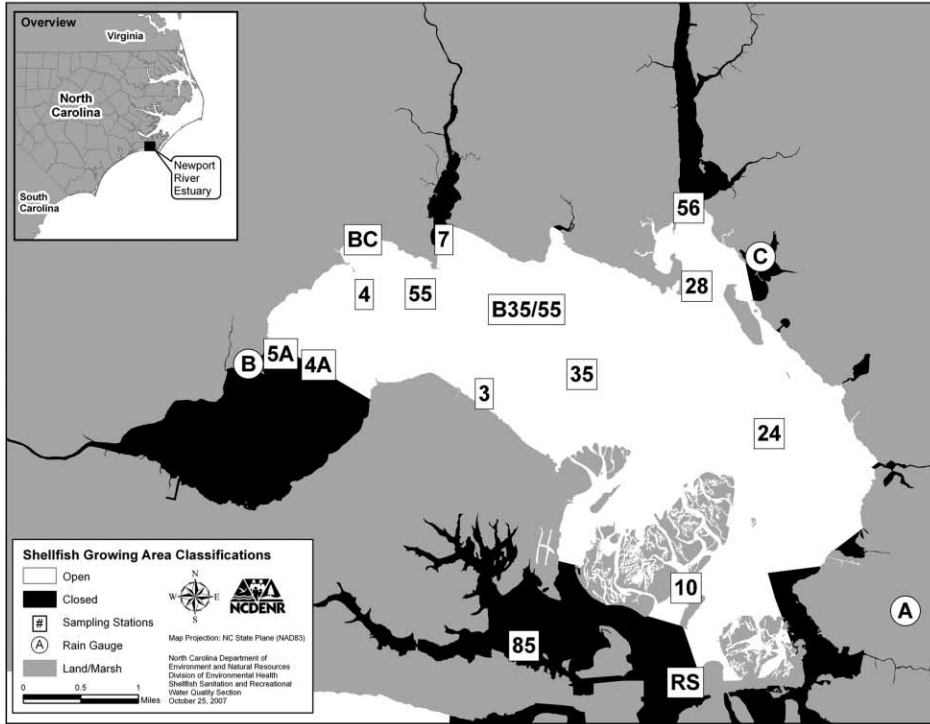 Overview
Virginia
North
Carolina
Newport
River
Estuary
South
Carolina
56
BC
7
C
28
4
55
B35/55
5A
B
4A
35
3
24
10
A
85
RS
Shellfish Growing Area Classifications
Open
Closed
# Sampling Stations
A Rain Gauge
Land/Marsh
0 0.5 1
Miles
N
W E
S
NCDENR
Map Projection: NC State Plane (NAD83)
North Carolina Department of
Environment and Natural Resources
Division of Environmental Health
Shellfish Sanitation and Recreational
Water Quality Section
October 25, 2007